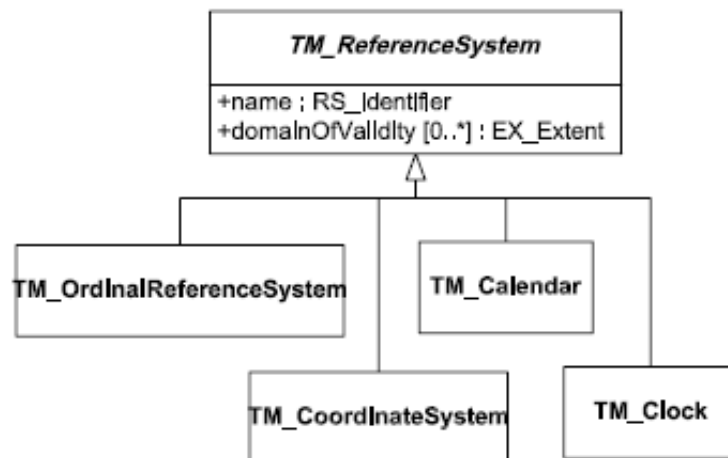 TM_ReferenceSystem
+name : RS_Identifier
+domainOfValidity [0..*] : EX_Extent
TM_OrdinalReferenceSystem
TM_Calendar
TM_CoordinateSystem
TM_Clock